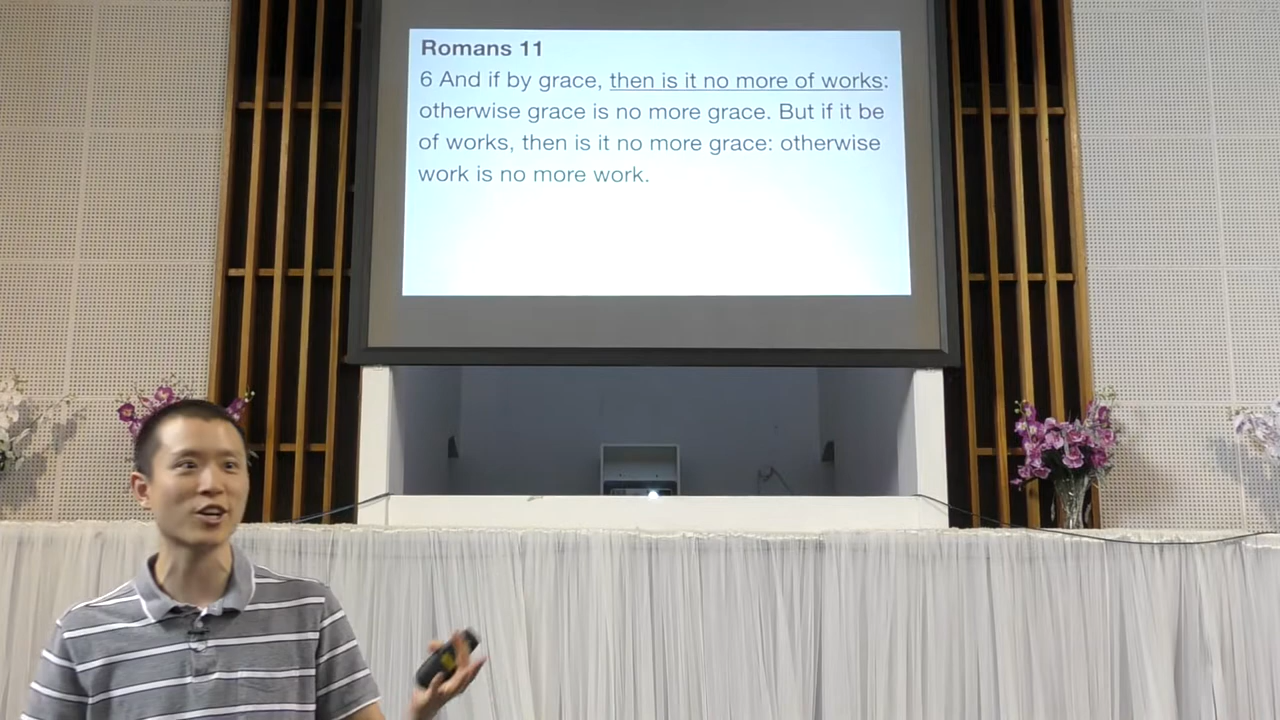 Romans 11
6 And if by grace, then is it no more of works:
otherwise grace is no more grace. But if it be
of works, then is it no more grace: otherwise
work is no more work.